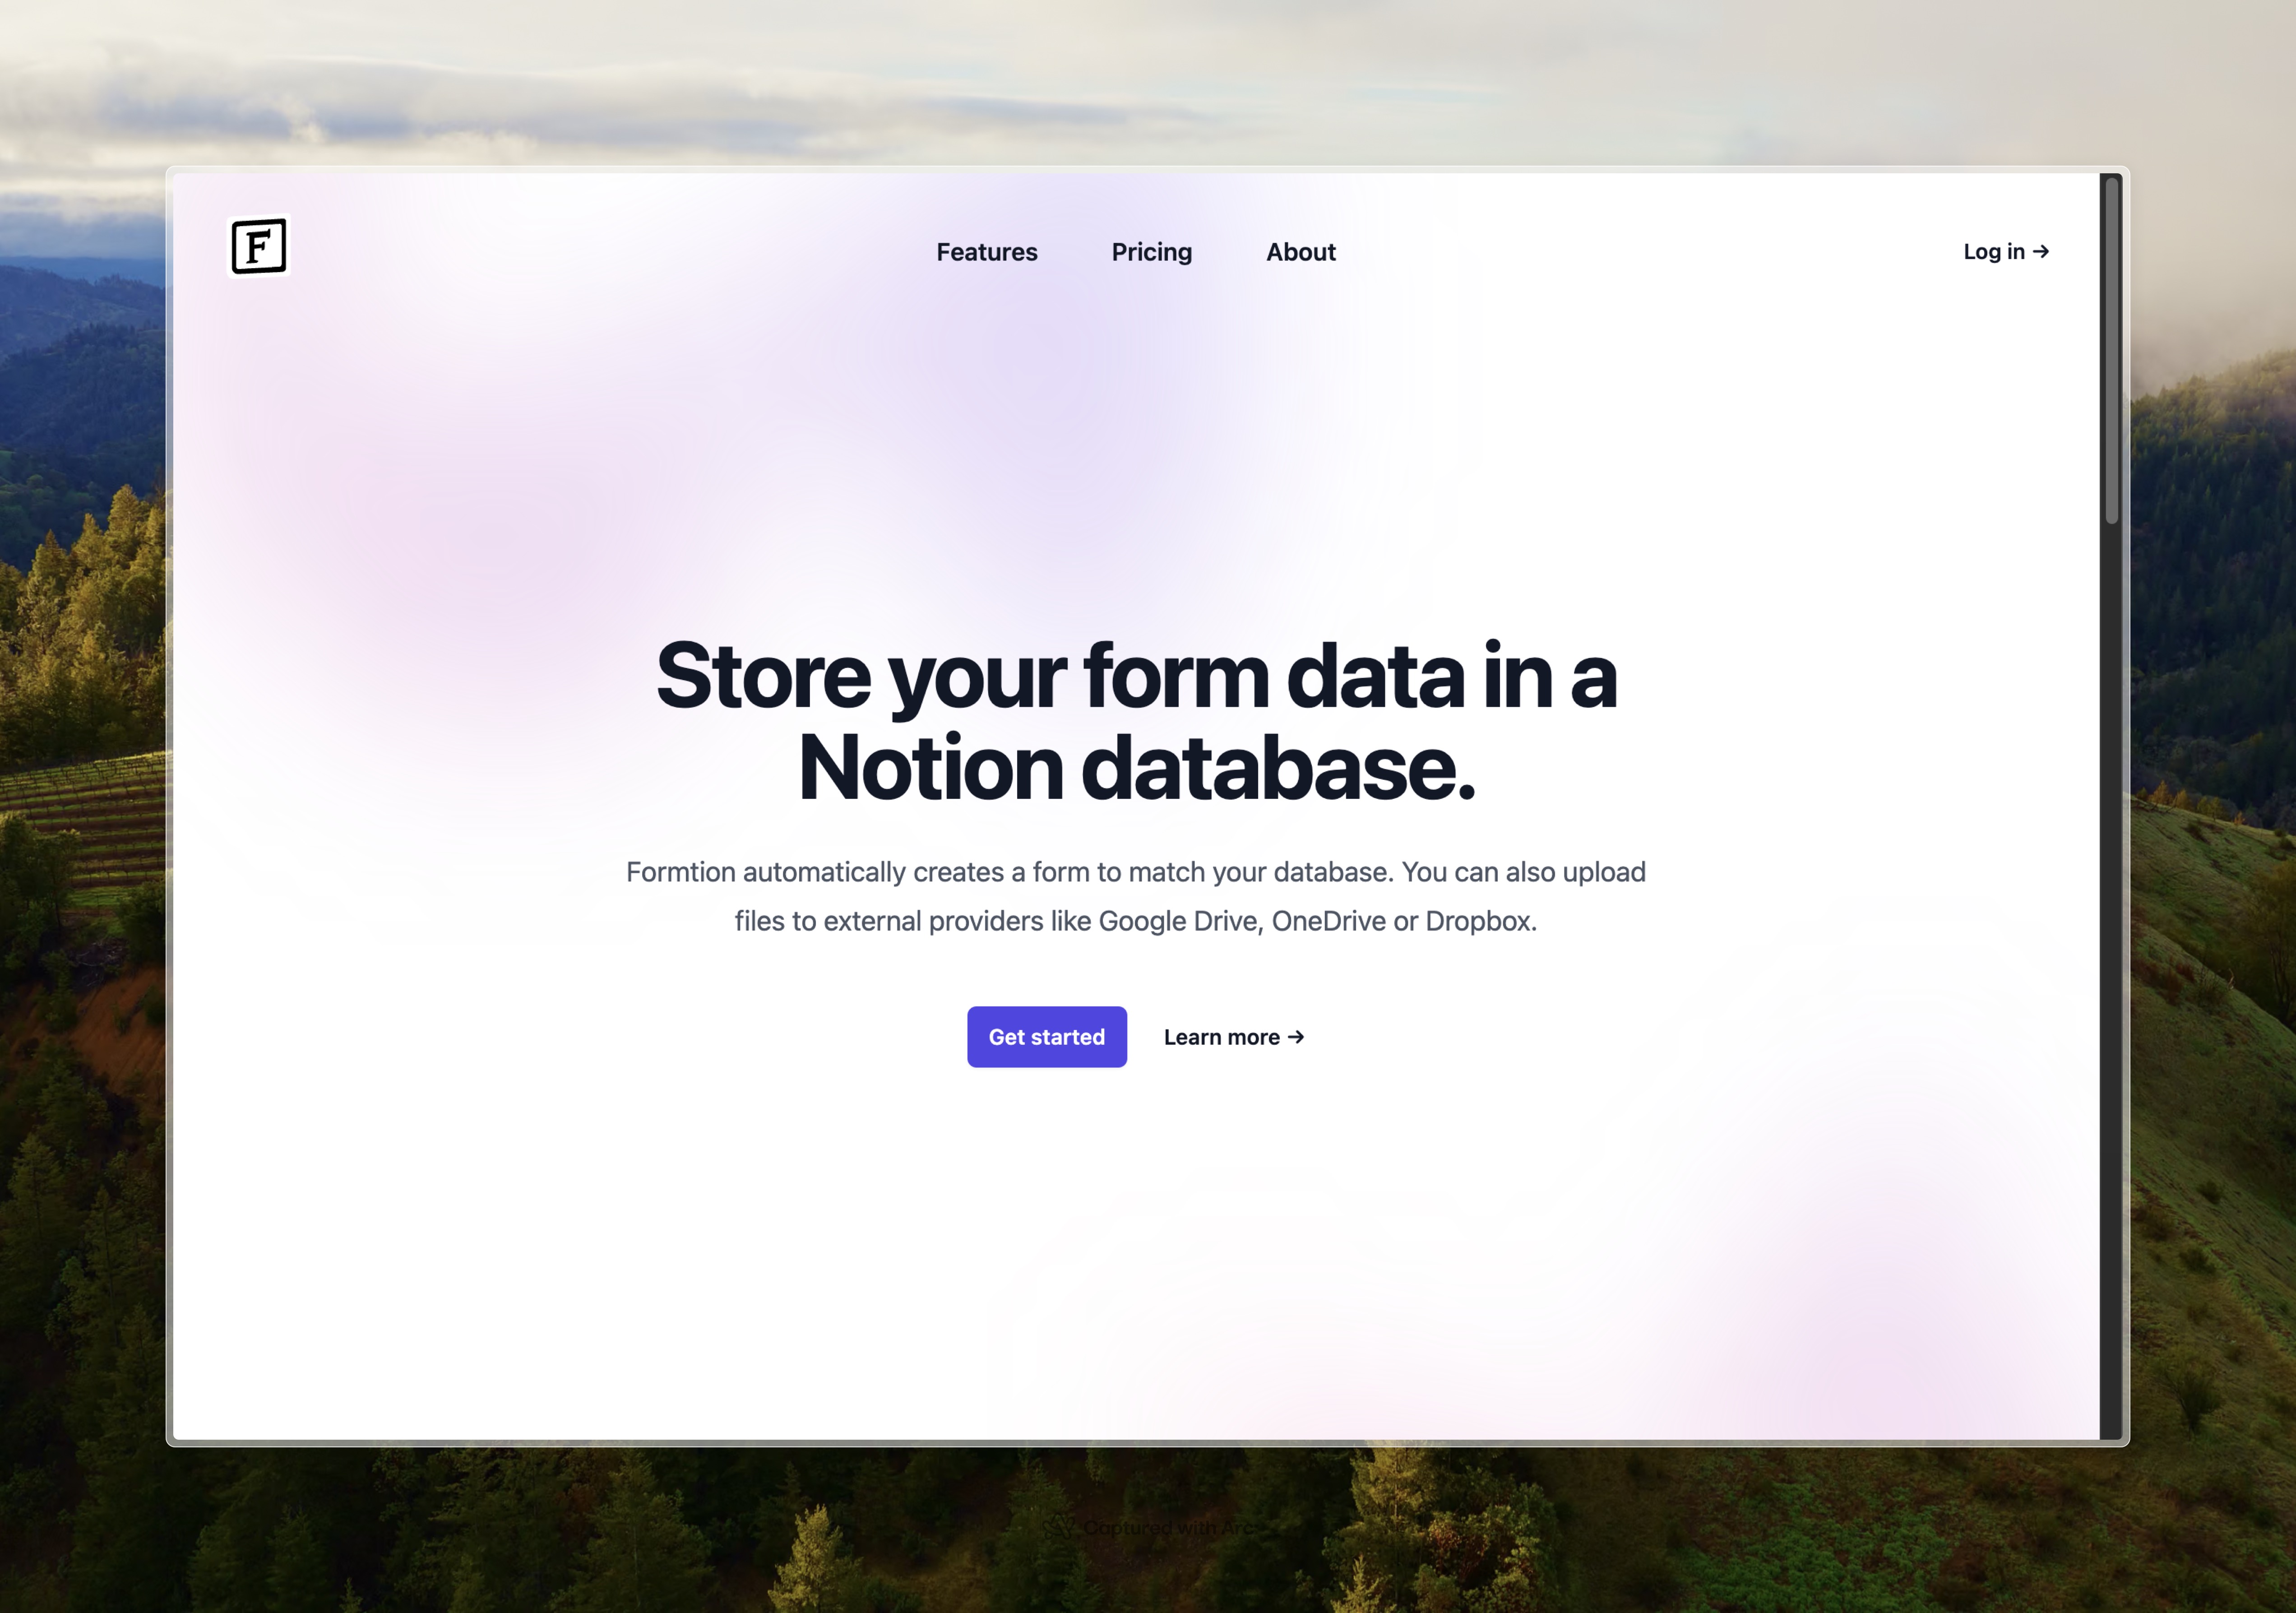 F
Features
Pricing
About
Log in →
Store your form data in a
Notion database.
Formtion automatically creates a form to match your database. You can also upload
files to external providers like Google Drive, OneDrive or Dropbox.
Get started
Learn more →
Captured with Arc